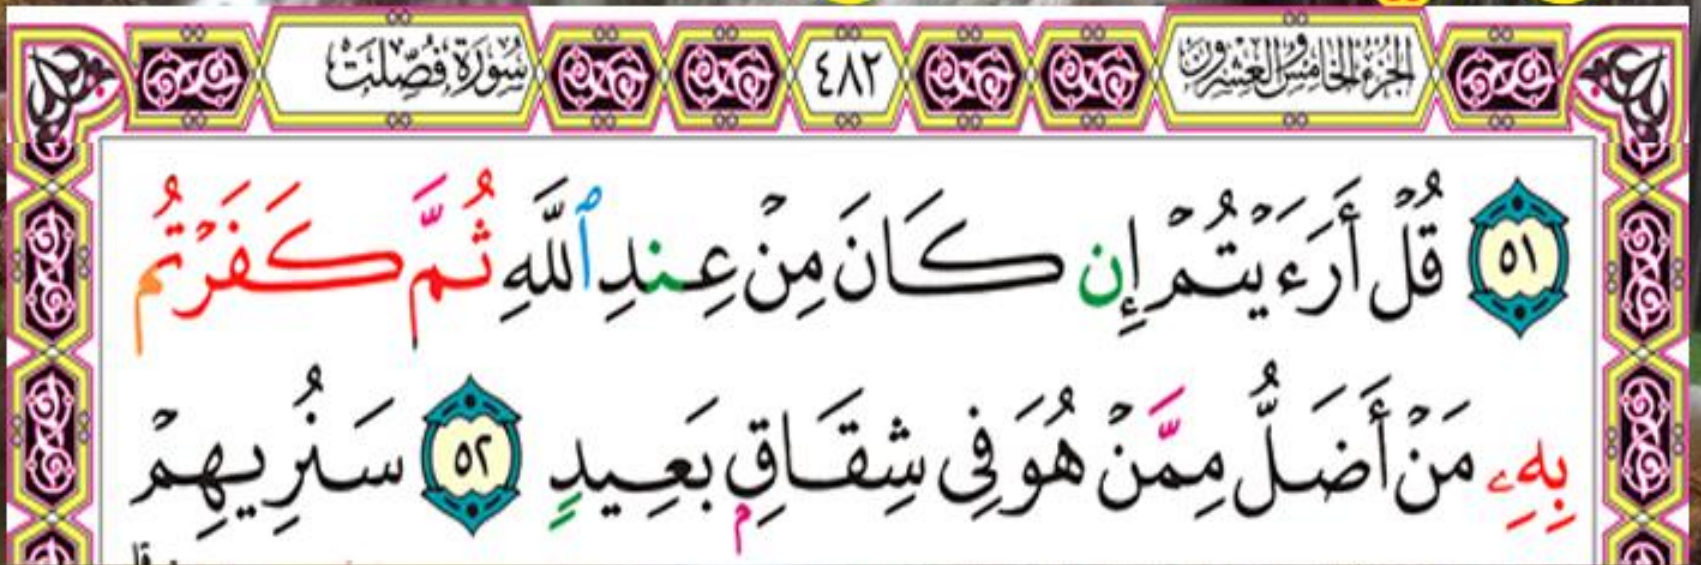 الجزء الخامس والعشرون ٤٨٢ سورة فصلت
٥١ قُلْ أَرَءَيْتُمْ إِن كَانَ مِنْ عِندِ ٱللَّهِ ثُمَّ كَفَرْتُم
بِهِۦ مَنْ أَضَلُّ مِمَّنْ هُوَ فِى شِقَاقٍۭ بَعِيدٍ ٥٢ سَنُرِيهِمْ